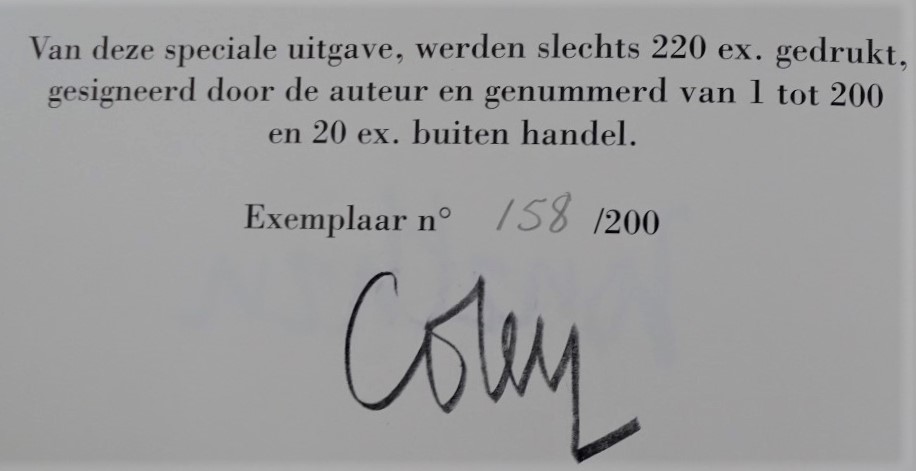 Van deze speciale uitgave, werden slechts 220 ex. gedrukt,
gesigneerd door de auteur en genummerd van 1 tot 200
en 20 ex. buiten handel.
Exemplaar n° 158 /200
Coley